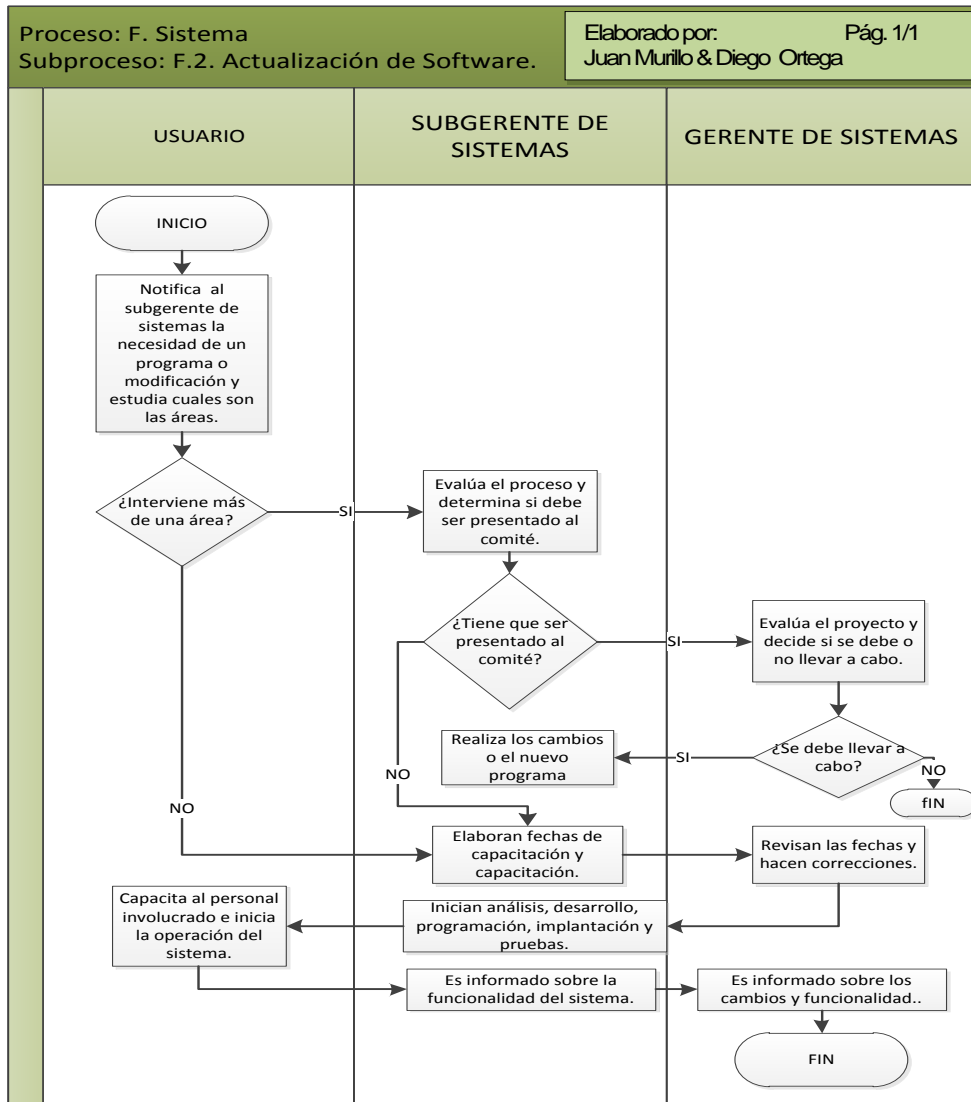 Proceso: F. Sistema
Subproceso: F.2. Actualización de Software.
Elaborado por: Pág. 1/1
Juan Murillo & Diego Ortega
USUARIO
SUBGERENTE DE
SISTEMAS
GERENTE DE SISTEMAS
INICIO
Notifica al
subgerente de
sistemas la
necesidad de un
programa o
modificación y
estudia cuales son
las áreas.
¿Interviene más
de una área?
SI
Evalúa el proceso y
determina si debe
ser presentado al
comité.
¿Tiene que ser
presentado al
comité?
SI
Evalúa el proyecto y
decide si se debe o
no llevar a cabo.
¿Se debe llevar a
cabo?
SI
NO
fIN
Realiza los cambios
o el nuevo
programa
NO
NO
Elaboran fechas de
capacitación y
capacitación.
Revisan las fechas y
hacen correcciones.
Inician análisis, desarrollo,
programación, implantación y
pruebas.
Capacita al personal
involucrado e inicia
la operación del
sistema.
Es informado sobre la
funcionalidad del sistema.
Es informado sobre los
cambios y funcionalidad..
FIN